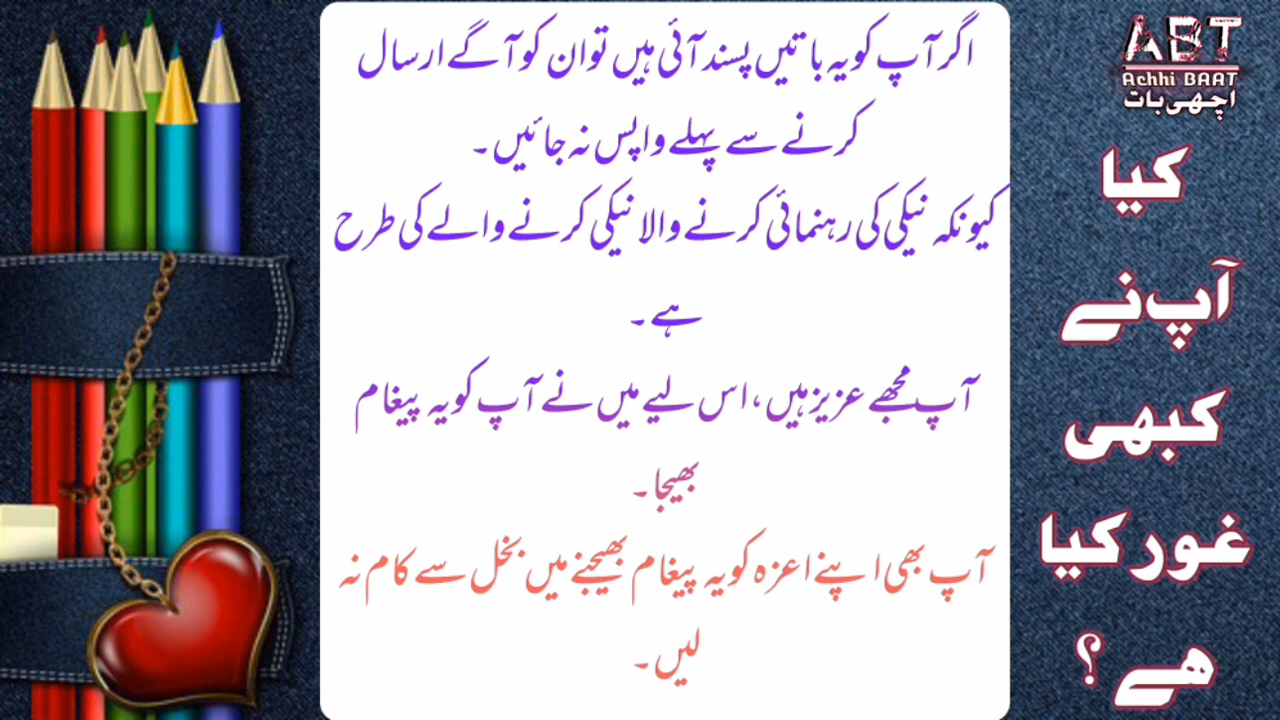 اگر آپ کو یہ باتیں پسند آئی ہیں تو ان کو آگے ارسال
کرنے سے پہلے واپس نہ جائیں۔
کیونکہ نیکی کی رہنمائی کرنے والا نیکی کرنے والے کی طرح
ہے۔
آپ مجھے عزیز ہیں، اس لیے میں نے آپ کو یہ پیغام
بھیجا۔
آپ بھی اپنے اعزہ کو یہ پیغام بھیجنے میں بخل سے کام نہ
لیں۔
ABT
Achhi BAAT
اچھی بات
کیا
آپ نے
کبھی
غور کیا
ھے؟